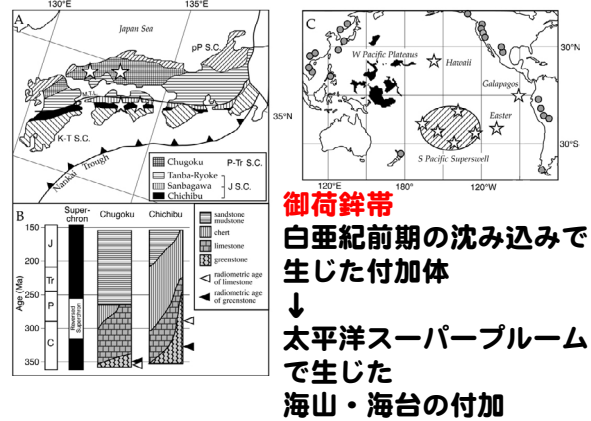 130°E
135°E
A
Japan Sea
pP S.C.
M.T.L.
K-T S.C.
35°N
Nankai Trough
Chugoku
P-Tr S.C.
Tanba-Ryoke
Sanbagawa
J S.C.
Chichibu
C
30°N
W Pacific Plateaus
Hawaii
Galapagos
Easter
S Pacific Superswell
30°S
120°E
180°
120°W
B
Super-chron
Chugoku
Chichibu
Age (Ma)
150
200
250
300
350
J
Tr
P
C
Reversed Superchron
sandstone
mudstone
chert
limestone
greenstone
radiometric age of limestone
radiometric age of greenstone
御荷鉾帯
白亜紀前期の沈み込みで
生じた付加体
↓
太平洋スーパープルーム
で生じた
海山・海台の付加